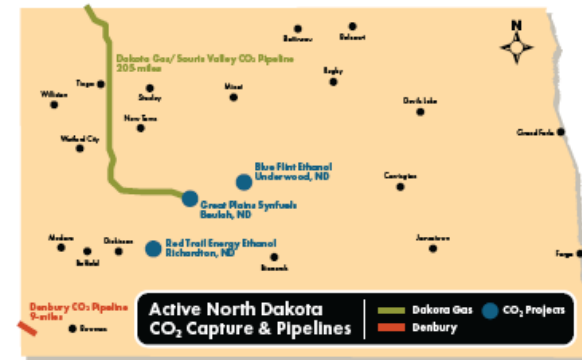 N
Bottineau
Belcourt
Dakota Gas/ Souris Valley CO₂ Pipeline
205 miles
Rugby
Tioga
Stanley
Minot
Williston
Devils Lake
New Town
Watford City
Grand Forks
Blue Flint Ethanol
Underwood, ND
Carrington
Great Plains Synfuels
Beulah, ND
Medora
Dickinson
Belfield
Red Trail Energy Ethanol
Richardton, ND
Jamestown
Bismarck
Fargo
Denbury CO₂ Pipeline
9-miles
Bowman
Active North Dakota
CO₂ Capture & Pipelines
Dakota Gas
CO₂ Projects
Denbury